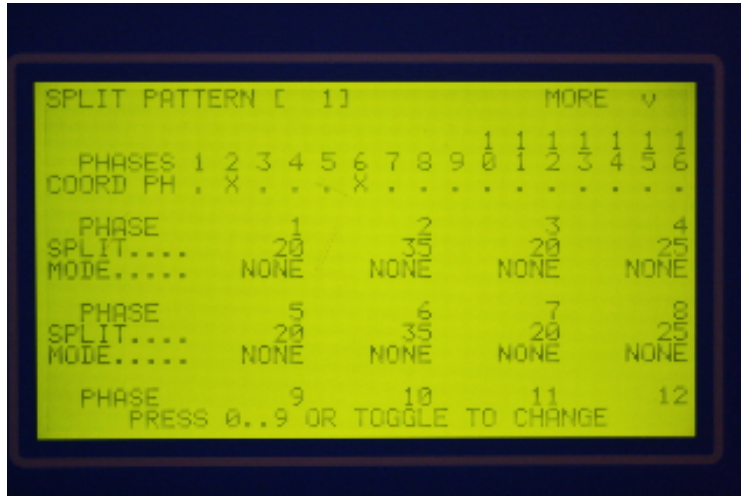 SPLIT PATTERN [  1]          MORE  v
1 1 1 1 1 1 1
PHASES 1 2 3 4 5 6 7 8 9 0 1 2 3 4 5 6
COORD PH . X . . . X . . . . . . . . . .
PHASE 1 2 3 4
SPLIT.... 20 35 20 25
MODE..... NONE NONE NONE NONE
PHASE 5 6 7 8
SPLIT.... 20 35 20 25
MODE..... NONE NONE NONE NONE
PHASE 9 10 11 12
PRESS 0..9 OR TOGGLE TO CHANGE